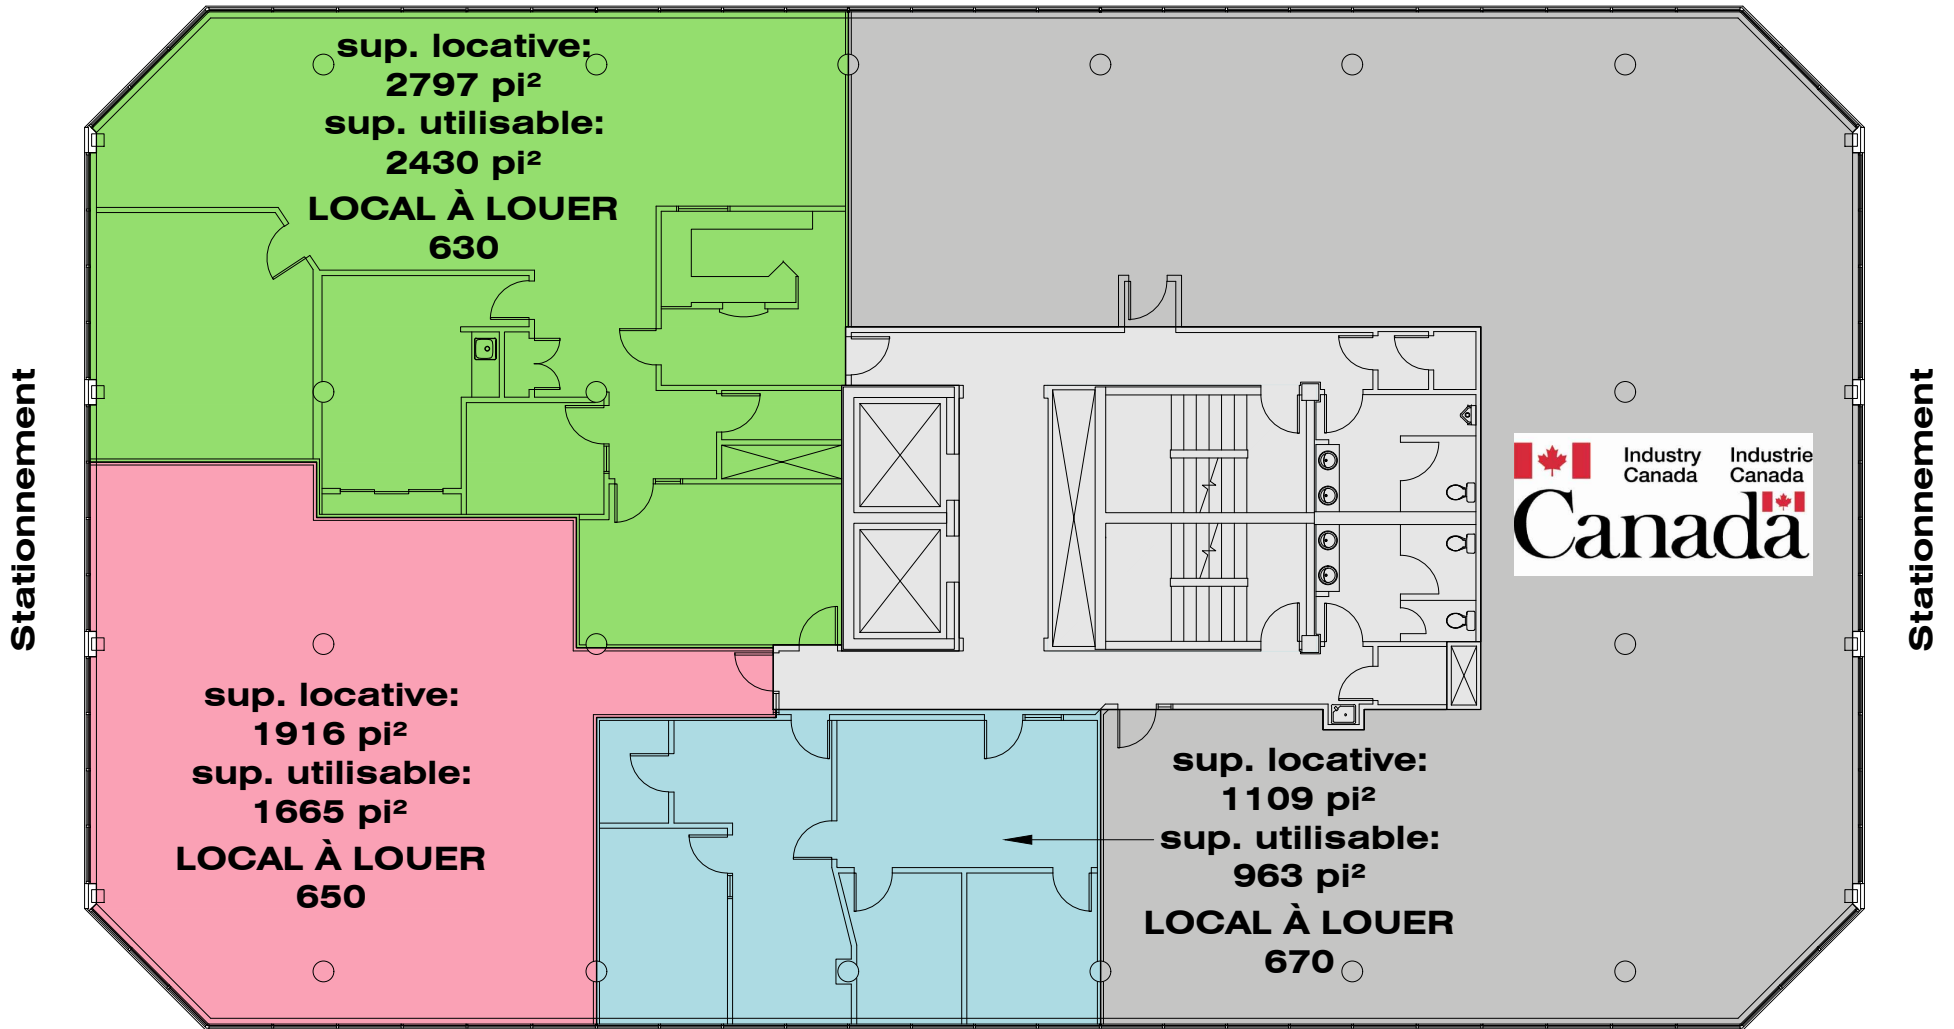 sup. locative:
2797 pi²
sup. utilisable:
2430 pi²
LOCAL À LOUER
630
Stationnement
Stationnement
Industry
Canada
Industrie
Canada
Canada
sup. locative:
1916 pi²
sup. utilisable:
1665 pi²
LOCAL À LOUER
650
sup. locative:
1109 pi²
sup. utilisable:
963 pi²
LOCAL À LOUER
670